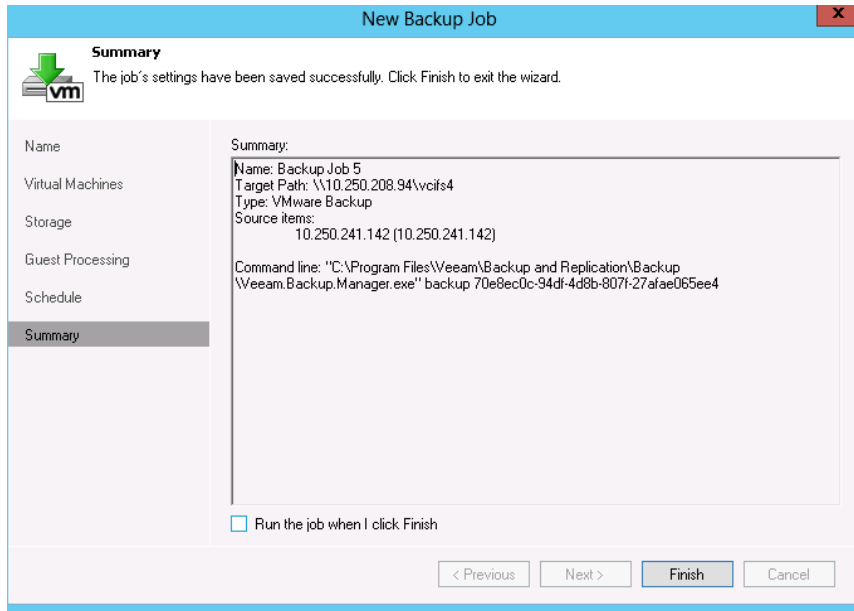 New Backup Job
x
Summary
The job's settings have been saved successfully. Click Finish to exit the wizard.
vm
Name
Virtual Machines
Storage
Guest Processing
Schedule
Summary
Summary:
Name: Backup Job 5
Target Path: \\10.250.208.94\vcifs4
Type: VMware Backup
Source items:
10.250.241.142 (10.250.241.142)
Command line: "C:\Program Files\Veeam\Backup and Replication\Backup
\Veeam.Backup.Manager.exe" backup 70e8ec0c-94df-4d8b-807f-27afae065ee4
Run the job when I click Finish
< Previous
Next >
Finish
Cancel